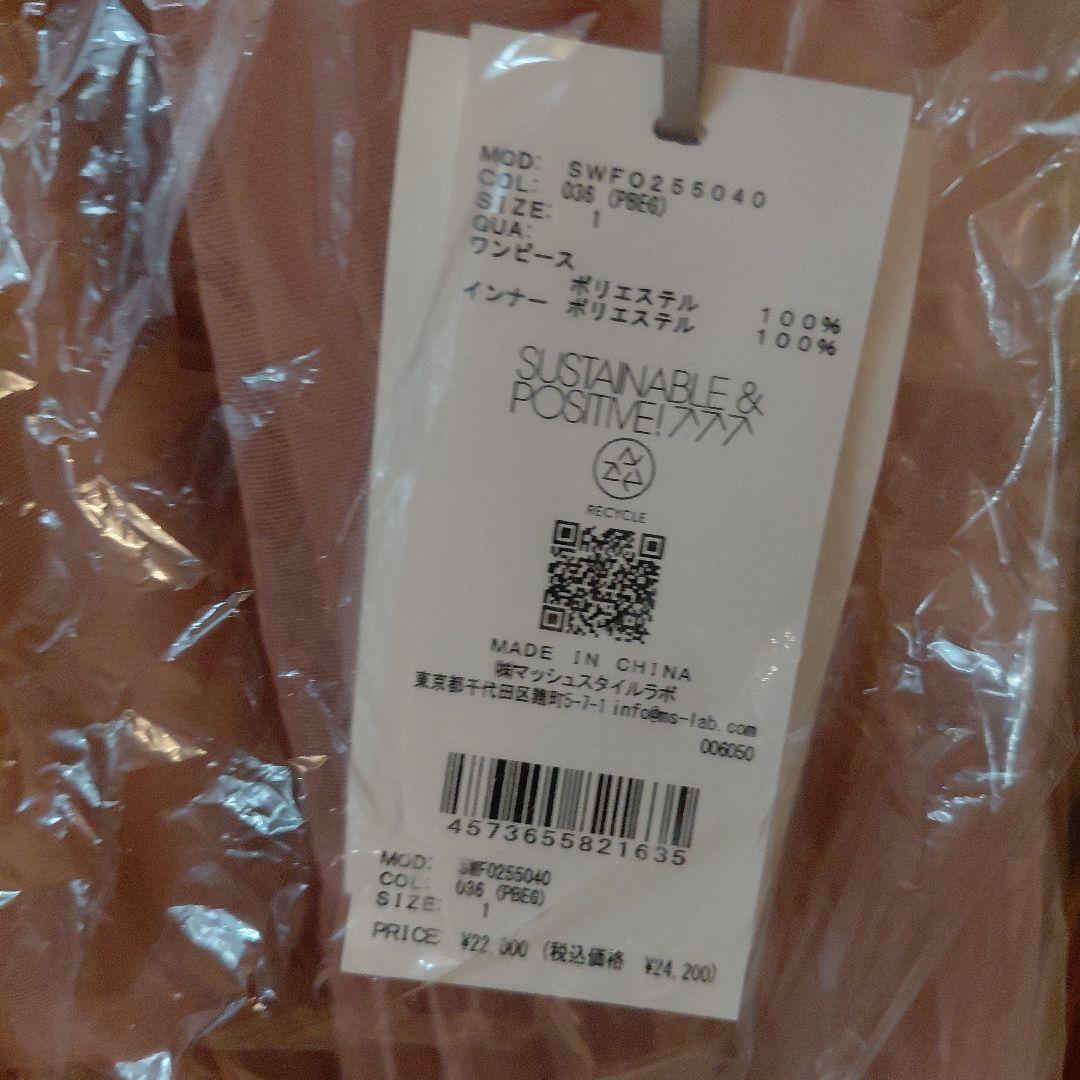 MOD: SWFO255040
COL: 036 (PBEG)
SIZE: 1
QUA:
ワンピース
ポリエステル 100%
インナー ポリエステル 100%
SUSTAINABLE &
POSITIVE!
RECYCLE
MADE IN CHINA
㈱マッシュスタイルラボ
東京都千代田区麹町5-7-1 info@ms-lab.com
006050
4573655821635
MOD: SWFO255040
COL: 036 (PBEG)
SIZE: 1
PRICE ¥22,000 (税込価格 ¥24,200)